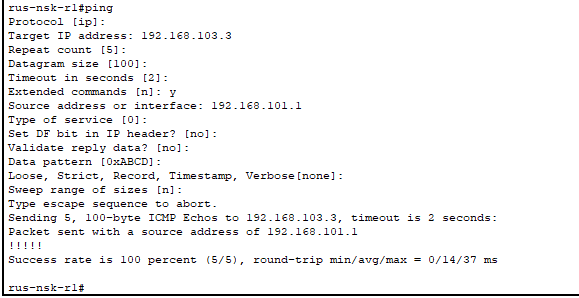 rus-nsk-r1#ping
Protocol [ip]:
Target IP address: 192.168.103.3
Repeat count [5]:
Datagram size [100]:
Timeout in seconds [2]:
Extended commands [n]: y
Source address or interface: 192.168.101.1
Type of service [0]:
Set DF bit in IP header? [no]:
Validate reply data? [no]:
Data pattern [0xABCD]:
Loose, Strict, Record, Timestamp, Verbose[none]:
Sweep range of sizes [n]:
Type escape sequence to abort.
Sending 5, 100-byte ICMP Echos to 192.168.103.3, timeout is 2 seconds:
Packet sent with a source address of 192.168.101.1
!!!!!
Success rate is 100 percent (5/5), round-trip min/avg/max = 0/14/37 ms
rus-nsk-r1#